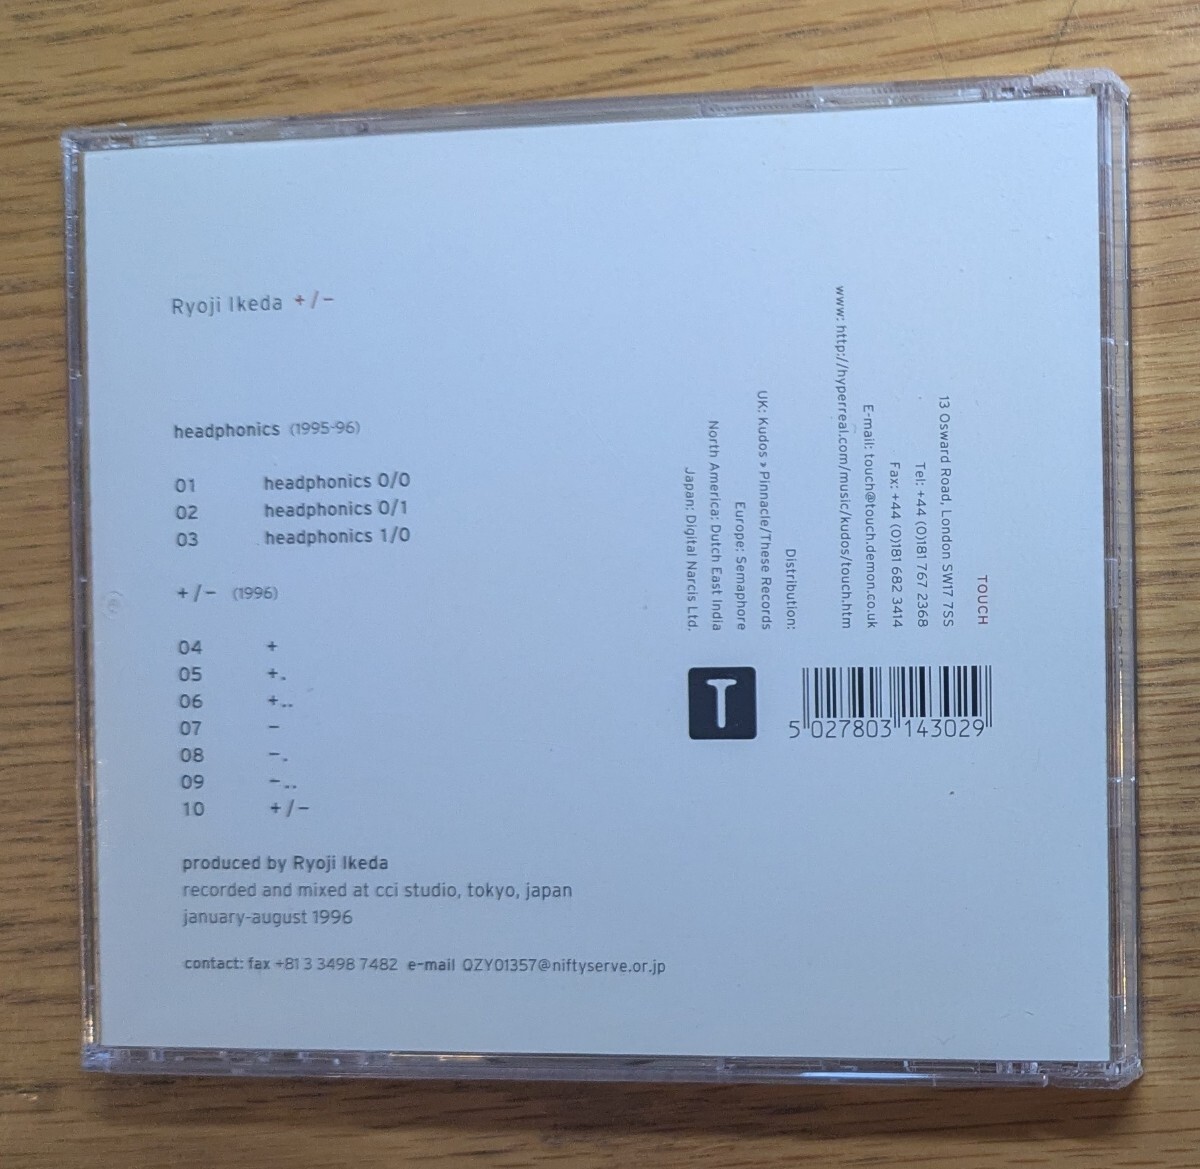 Ryoji Ikeda +/-
headphonics (1995-96)
01 headphonics 0/0
02 headphonics 0/1
03 headphonics 1/0
+/- (1996)
04 +
05 +.
06 +..
07 -
08 -.
09 -..
10 +/-
produced by Ryoji Ikeda
recorded and mixed at cci studio, tokyo, japan
january-august 1996
contact: fax +81 3 3498 7482 e-mail QZY01357@niftyserve.or.jp
TOUCH
13 Osward Road, London SW17 7SS
Tel: +44 (0)181 767 2368
Fax: +44 (0)181 682 3414
E-mail: touch@touch.demon.co.uk
www: http://hyperreal.com/music/kudos/touch.htm
Distribution:
UK: Kudos » Pinnacle/These Records
Europe: Semaphore
North America: Dutch East India
Japan: Digital Narcis Ltd.
T
5 027803 143029